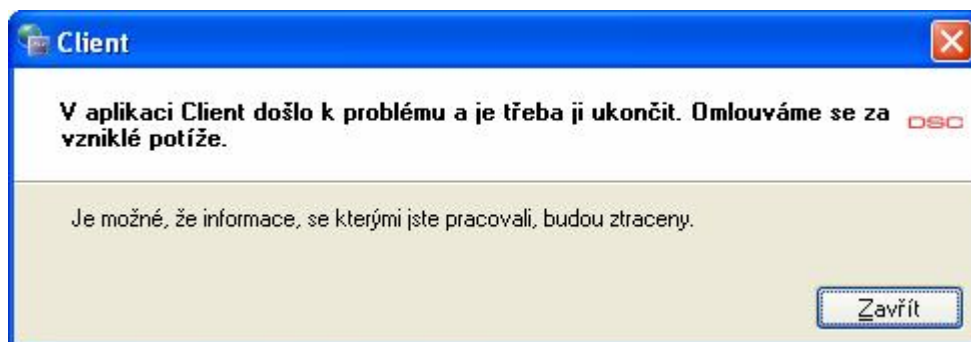 Client
V aplikaci Client došlo k problému a je třeba ji ukončit. Omlouváme se za
vzniklé potíže.
DSC
Je možné, že informace, se kterými jste pracovali, budou ztraceny.
Zavřít